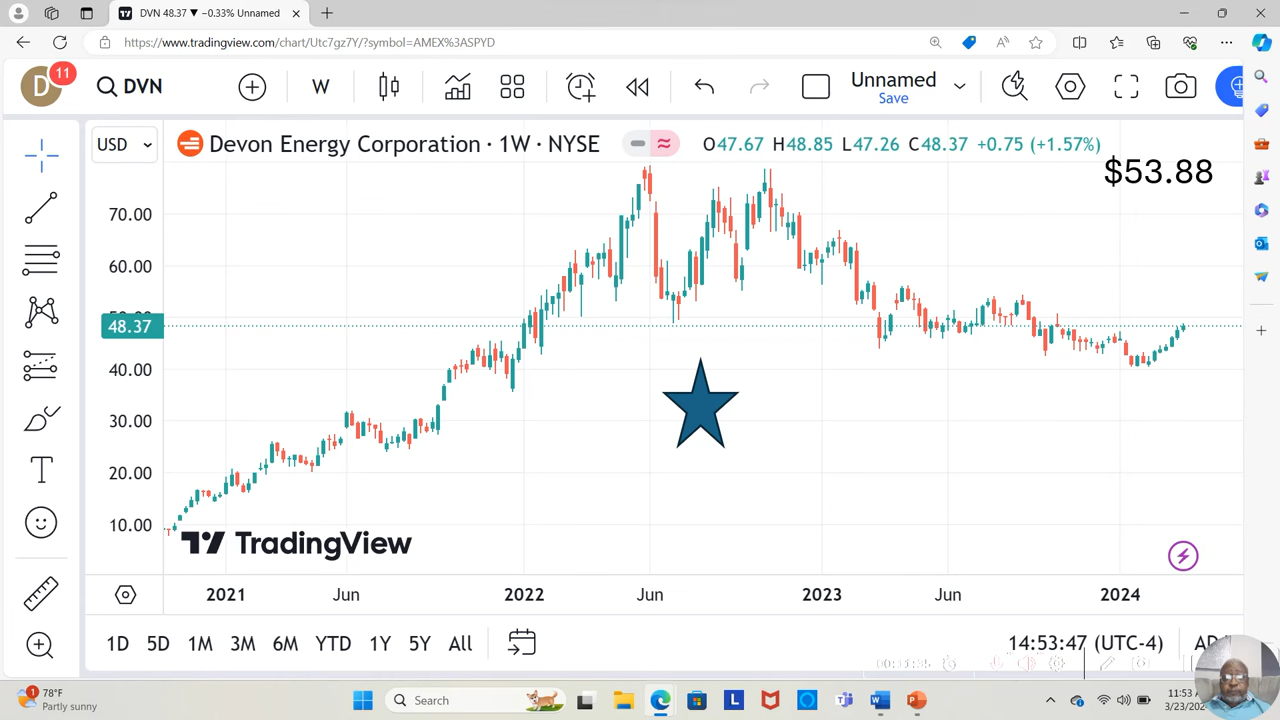 DVN 48.37 ▼ −0.33% Unnamed
https://www.tradingview.com/chart/Utc7gz7Y/?symbol=AMEX%3ASPYD
D 11 DVN W Unnamed
Save
USD Devon Energy Corporation · 1W · NYSE O47.67 H48.85 L47.26 C48.37 +0.75 (+1.57%)
$53.88
70.00
60.00
48.37
40.00
30.00
20.00
10.00
TradingView
2021 Jun 2022 Jun 2023 Jun 2024
1D 5D 1M 3M 6M YTD 1Y 5Y All 14:53:47 (UTC-4)
1 78°F Search 11:53
Partly sunny